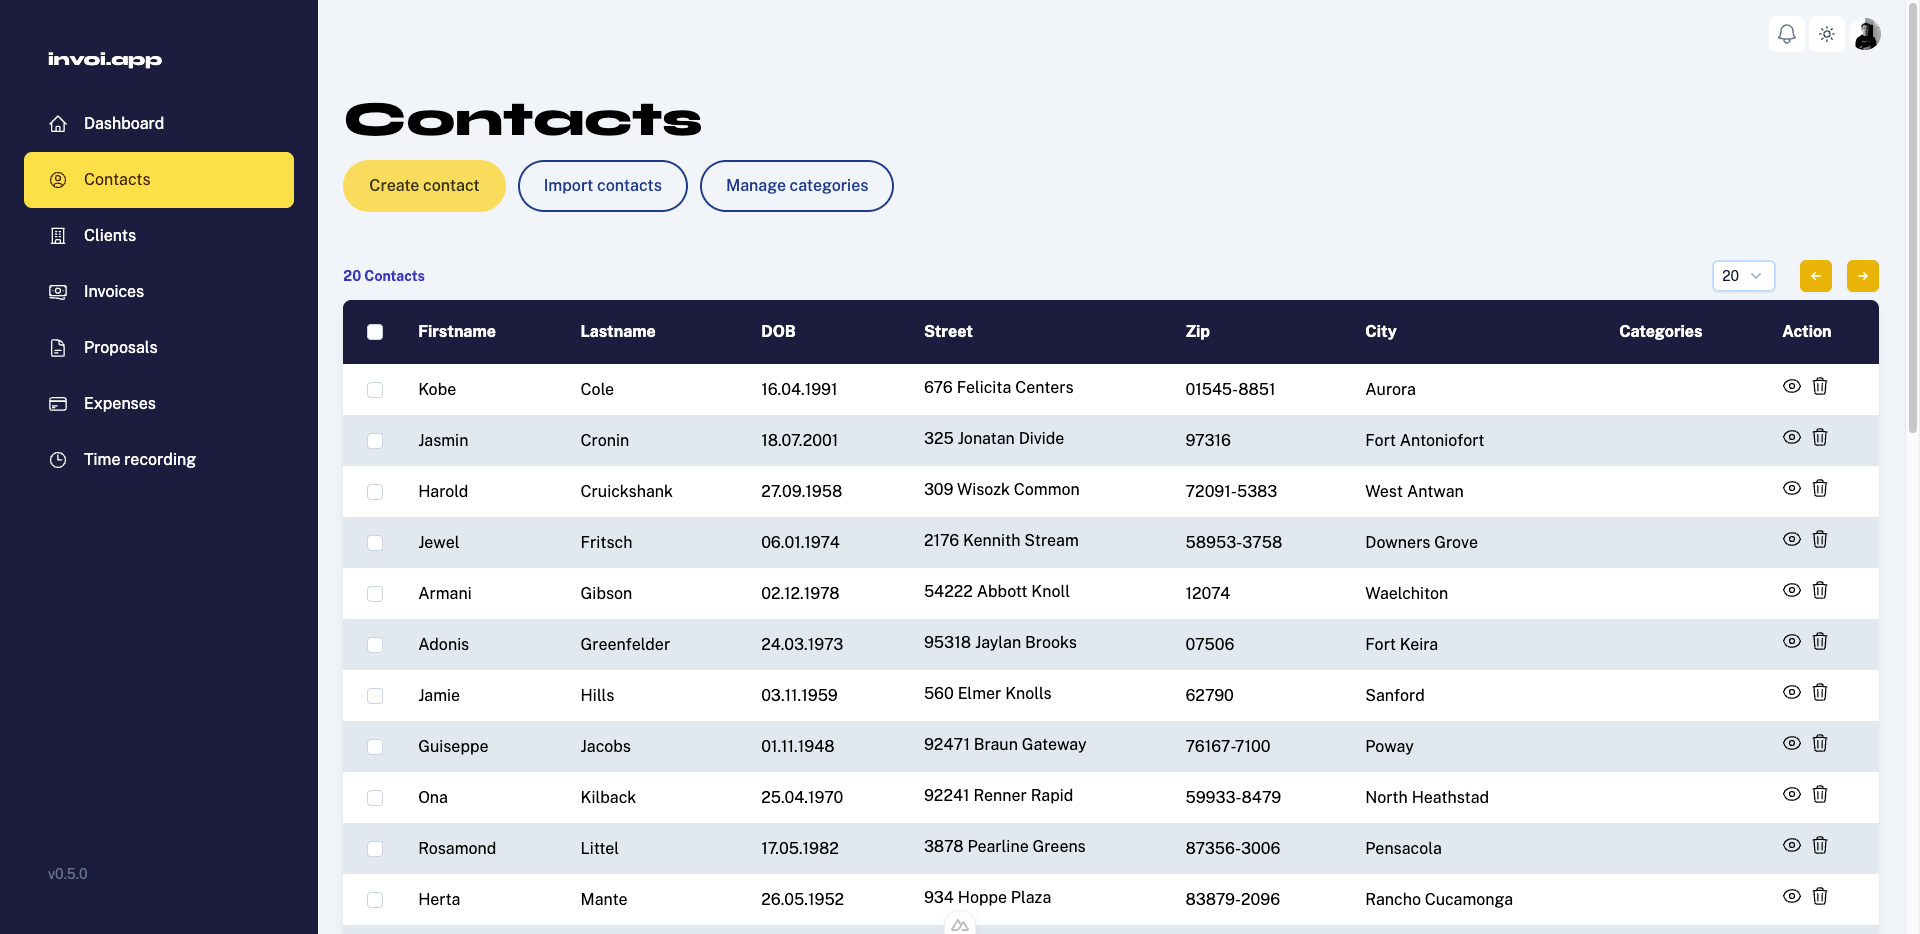 invoi.app
Dashboard
Contacts
Clients
Invoices
Proposals
Expenses
Time recording
v0.5.0
Contacts
Create contact Import contacts Manage categories
20 Contacts 20
Firstname Lastname DOB Street Zip City Categories Action
Kobe Cole 16.04.1991 676 Felicita Centers 01545-8851 Aurora
Jasmin Cronin 18.07.2001 325 Jonatan Divide 97316 Fort Antoniofort
Harold Cruickshank 27.09.1958 309 Wisozk Common 72091-5383 West Antwan
Jewel Fritsch 06.01.1974 2176 Kennith Stream 58953-3758 Downers Grove
Armani Gibson 02.12.1978 54222 Abbott Knoll 12074 Waelchiton
Adonis Greenfelder 24.03.1973 95318 Jaylan Brooks 07506 Fort Keira
Jamie Hills 03.11.1959 560 Elmer Knolls 62790 Sanford
Guiseppe Jacobs 01.11.1948 92471 Braun Gateway 76167-7100 Poway
Ona Kilback 25.04.1970 92241 Renner Rapid 59933-8479 North Heathstad
Rosamond Littel 17.05.1982 3878 Pearline Greens 87356-3006 Pensacola
Herta Mante 26.05.1952 934 Hoppe Plaza 83879-2096 Rancho Cucamonga